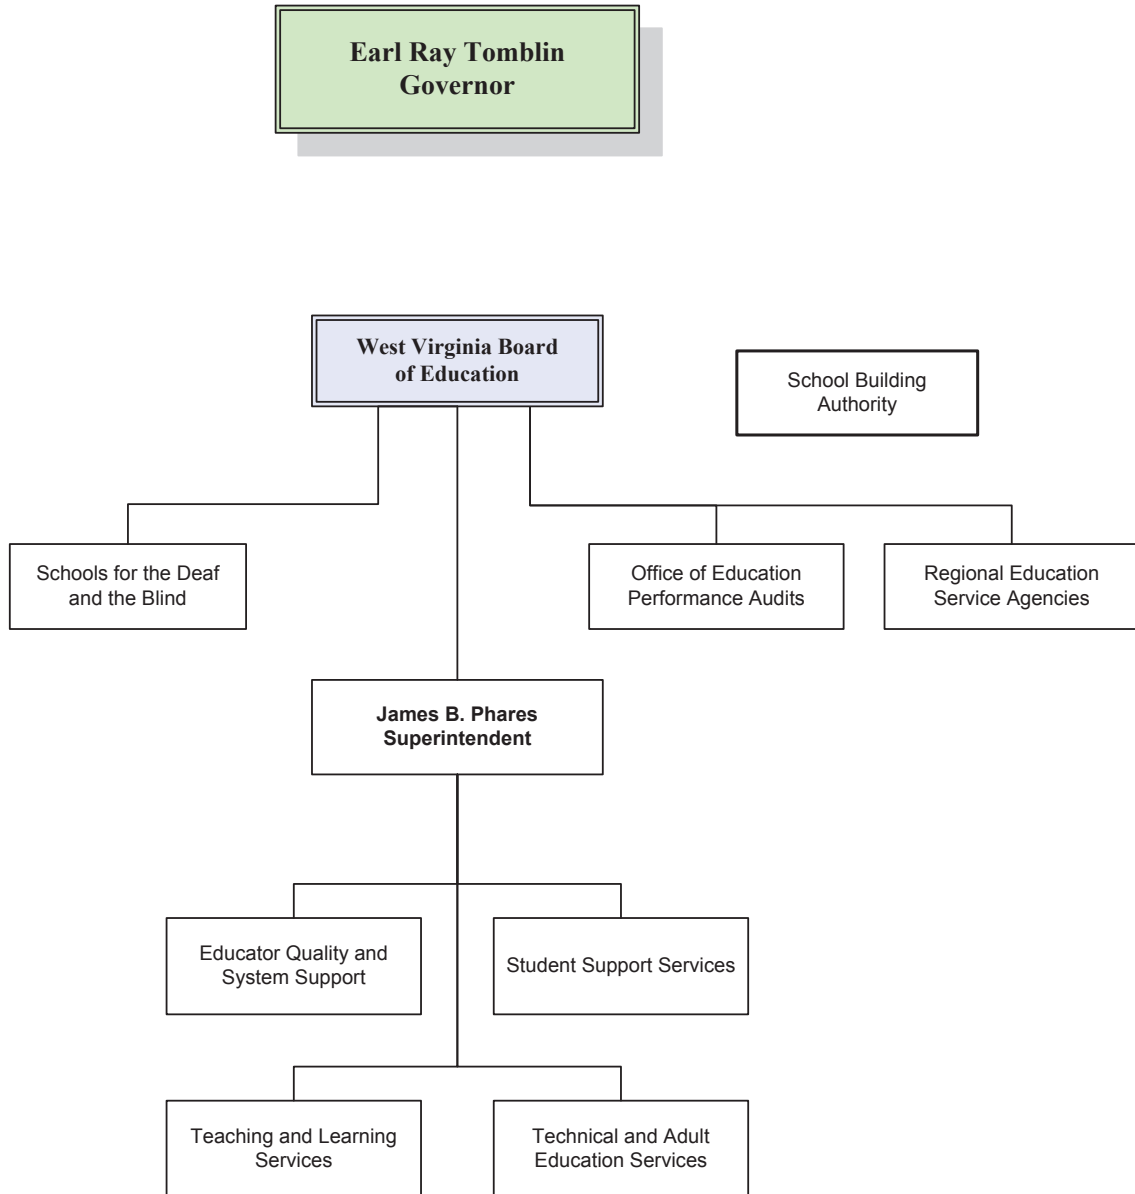 Earl Ray Tomblin
Governor
West Virginia Board
of Education
School Building
Authority
Schools for the Deaf
and the Blind
Office of Education
Performance Audits
Regional Education
Service Agencies
James B. Phares
Superintendent
Educator Quality and
System Support
Student Support Services
Teaching and Learning
Services
Technical and Adult
Education Services